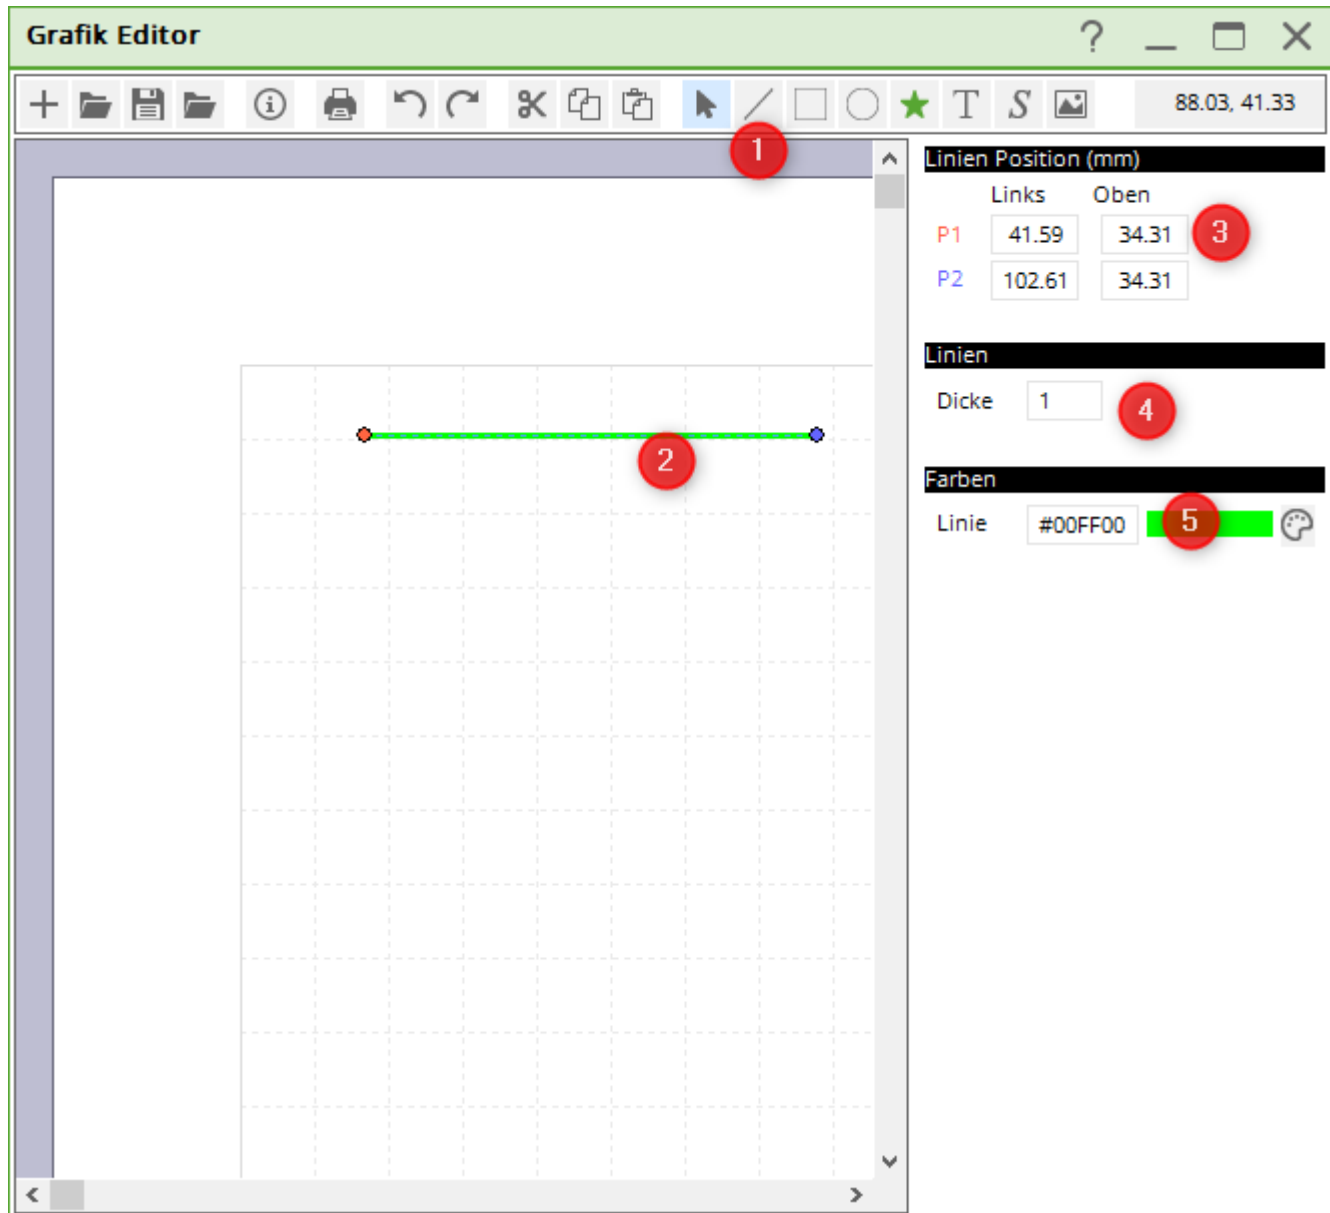 Grafik Editor
T S 88.03, 41.33
1
Linien Position (mm)
Links Oben
P1 41.59 34.31 3
P2 102.61 34.31
Linien
Dicke 1 4
2
Farben
Linie #00FF00 5